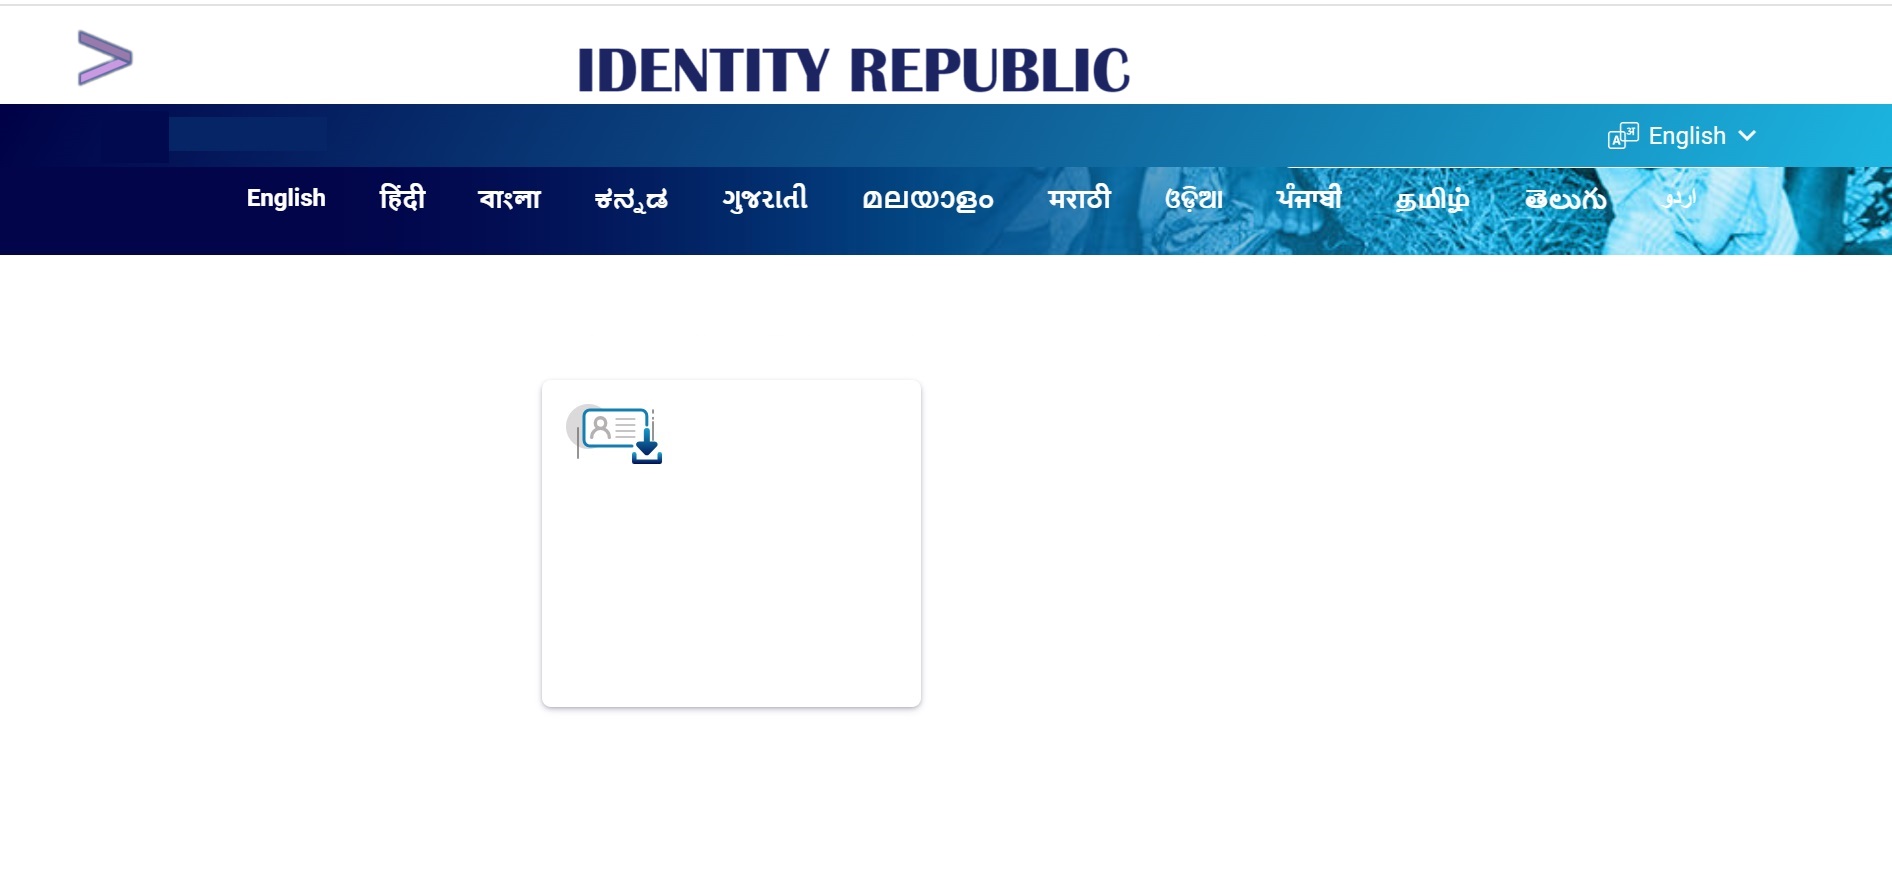 IDENTITY REPUBLIC
English
English हिंदी বাংলা ಕನ್ನಡ ગુજરાતી മലയാളം मराठी ଓଡ଼ିଆ ਪੰਜਾਬੀ தமிழ் తెలుగు اردو